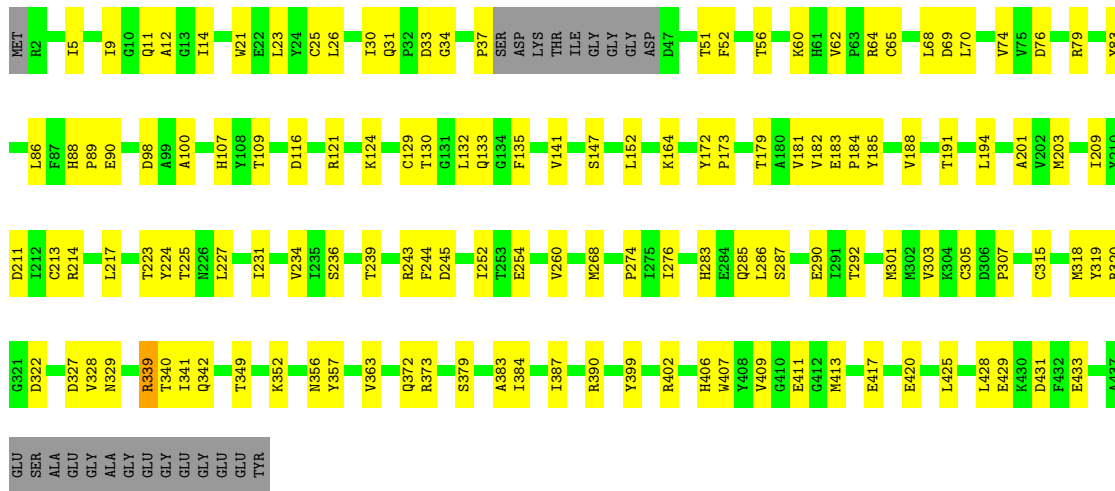 MET R2 I5 I9 G10 Q11 A12 G13 I14 W21 E22 L23 Y24 C25 L26 I30 Q31 P32 D33 G34 P37 SER ASP LYS THR ILE GLY GLY GLY ASP D47 T51 F52 T56 K60 H61 V62 P63 R64 C65 L68 D69 L70 V74 V75 D76 R79 Y83
L86 F87 H88 P89 E90 D98 A99 A100 H107 Y108 T109 D116 R121 K124 C129 T130 G131 L132 Q133 G134 F135 V141 S147 L152 K164 Y172 P173 T179 A180 V181 V182 E183 P184 Y185 V188 T191 L194 A201 V202 M203 I209 Y210
D211 I212 C213 R214 L217 T223 Y224 T225 N226 L227 I231 V234 I235 S236 T239 R243 F244 D245 I252 T253 E254 V260 M268 P274 I275 I276 H283 E284 Q285 L286 S287 E290 I291 T292 M301 M302 V303 K304 C305 D306 P307 C315 M318 Y319 R320
G321 D322 D327 V328 N329 R339 T340 I341 Q342 T349 K352 N356 Y357 V363 Q372 R373 S379 A383 I384 I387 R390 Y399 R402 H406 W407 Y408 V409 G410 E411 G412 M413 E417 E420 L425 L428 E429 K430 D431 F432 E433 A437
GLU SER ALA GLU GLY ALA GLY GLU GLY GLU GLY GLU GLU TYR